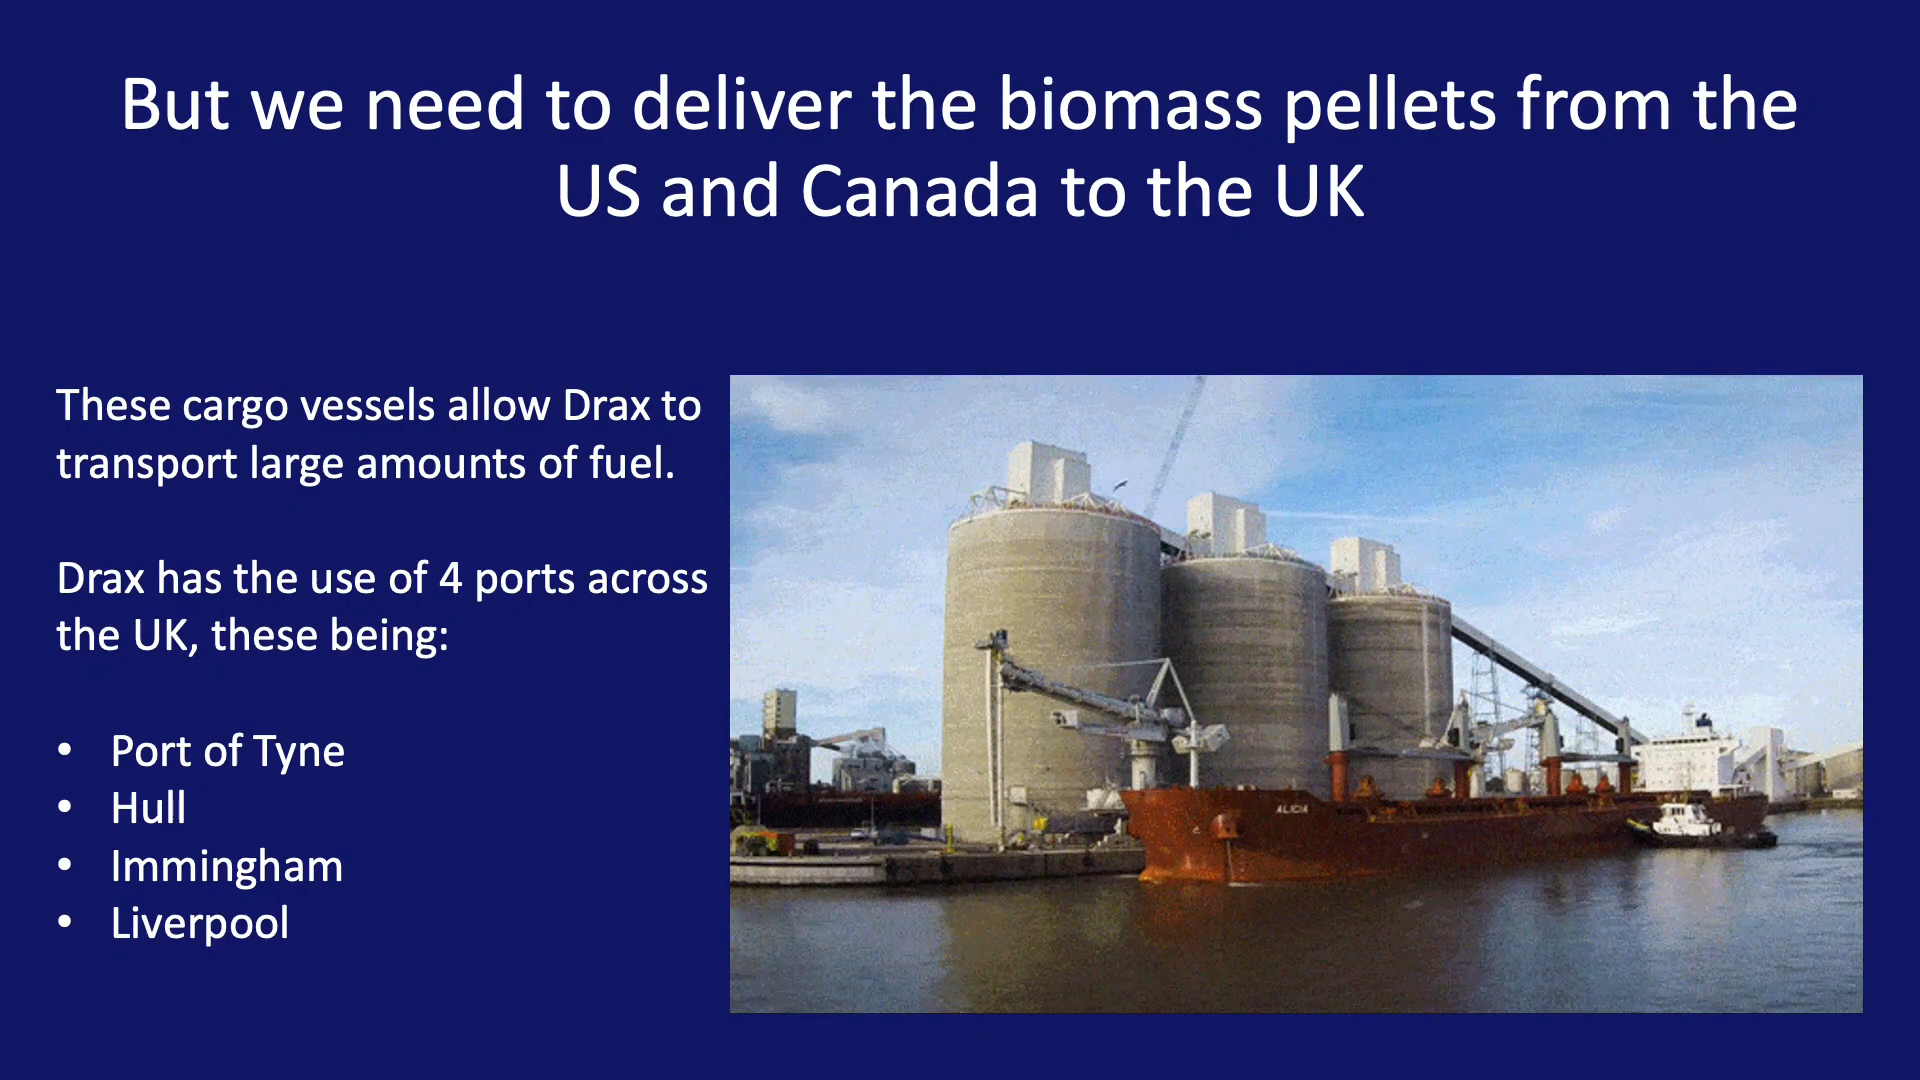 But we need to deliver the biomass pellets from the
US and Canada to the UK
These cargo vessels allow Drax to
transport large amounts of fuel.
Drax has the use of 4 ports across
the UK, these being:
• Port of Tyne
• Hull
• Immingham
• Liverpool
ALICIA